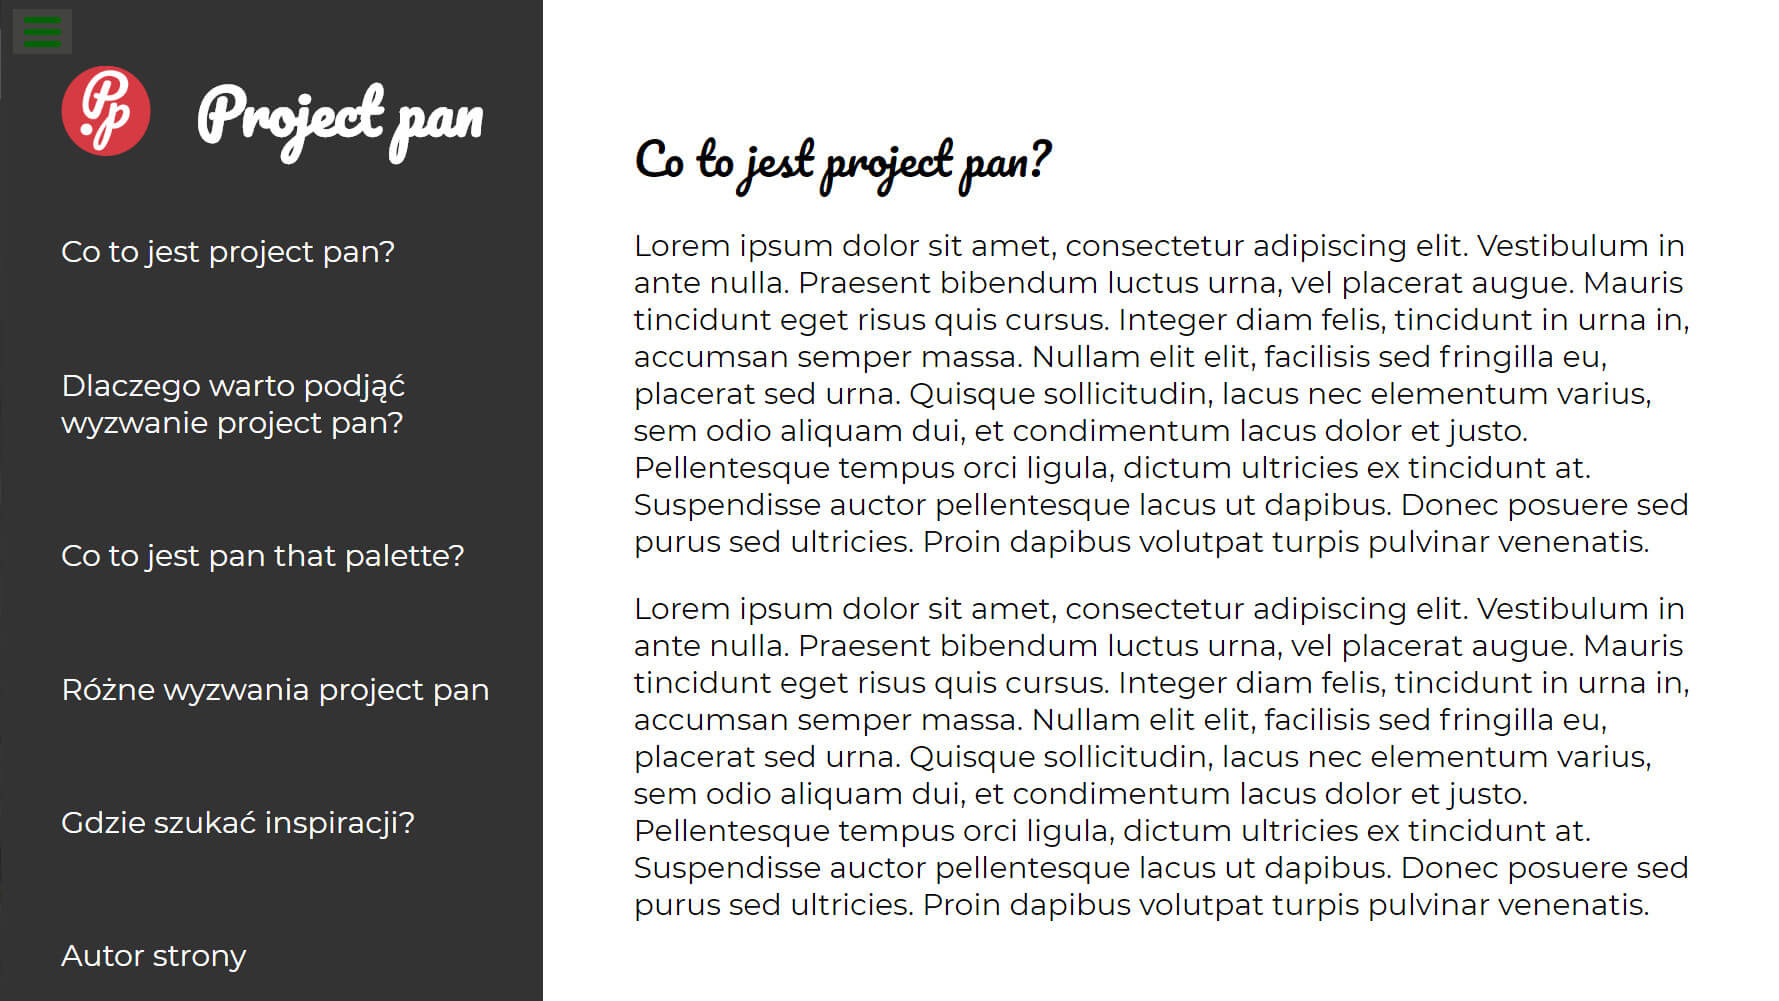 Pp
Project pan
Co to jest project pan?
Dlaczego warto podjąć
wyzwanie project pan?
Co to jest pan that palette?
Różne wyzwania project pan
Gdzie szukać inspiracji?
Autor strony
Co to jest project pan?
Lorem ipsum dolor sit amet, consectetur adipiscing elit. Vestibulum in
ante nulla. Praesent bibendum luctus urna, vel placerat augue. Mauris
tincidunt eget risus quis cursus. Integer diam felis, tincidunt in urna in,
accumsan semper massa. Nullam elit elit, facilisis sed fringilla eu,
placerat sed urna. Quisque sollicitudin, lacus nec elementum varius,
sem odio aliquam dui, et condimentum lacus dolor et justo.
Pellentesque tempus orci ligula, dictum ultricies ex tincidunt at.
Suspendisse auctor pellentesque lacus ut dapibus. Donec posuere sed
purus sed ultricies. Proin dapibus volutpat turpis pulvinar venenatis.
Lorem ipsum dolor sit amet, consectetur adipiscing elit. Vestibulum in
ante nulla. Praesent bibendum luctus urna, vel placerat augue. Mauris
tincidunt eget risus quis cursus. Integer diam felis, tincidunt in urna in,
accumsan semper massa. Nullam elit elit, facilisis sed fringilla eu,
placerat sed urna. Quisque sollicitudin, lacus nec elementum varius,
sem odio aliquam dui, et condimentum lacus dolor et justo.
Pellentesque tempus orci ligula, dictum ultricies ex tincidunt at.
Suspendisse auctor pellentesque lacus ut dapibus. Donec posuere sed
purus sed ultricies. Proin dapibus volutpat turpis pulvinar venenatis.